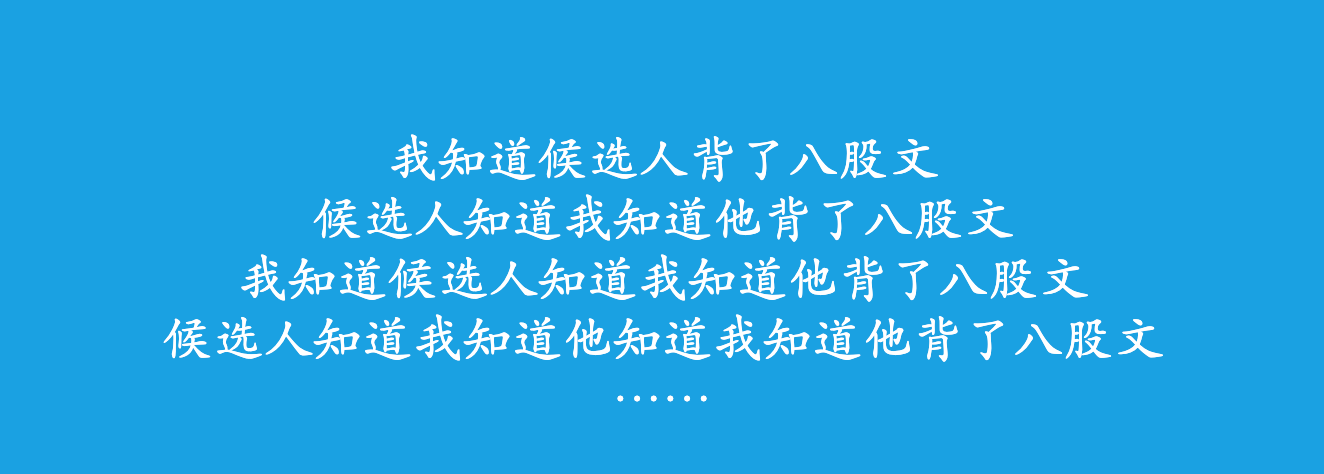 我知道候选人背了八股文
候选人知道我知道他背了八股文
我知道候选人知道我知道他背了八股文
候选人知道我知道他知道我知道他背了八股文
……